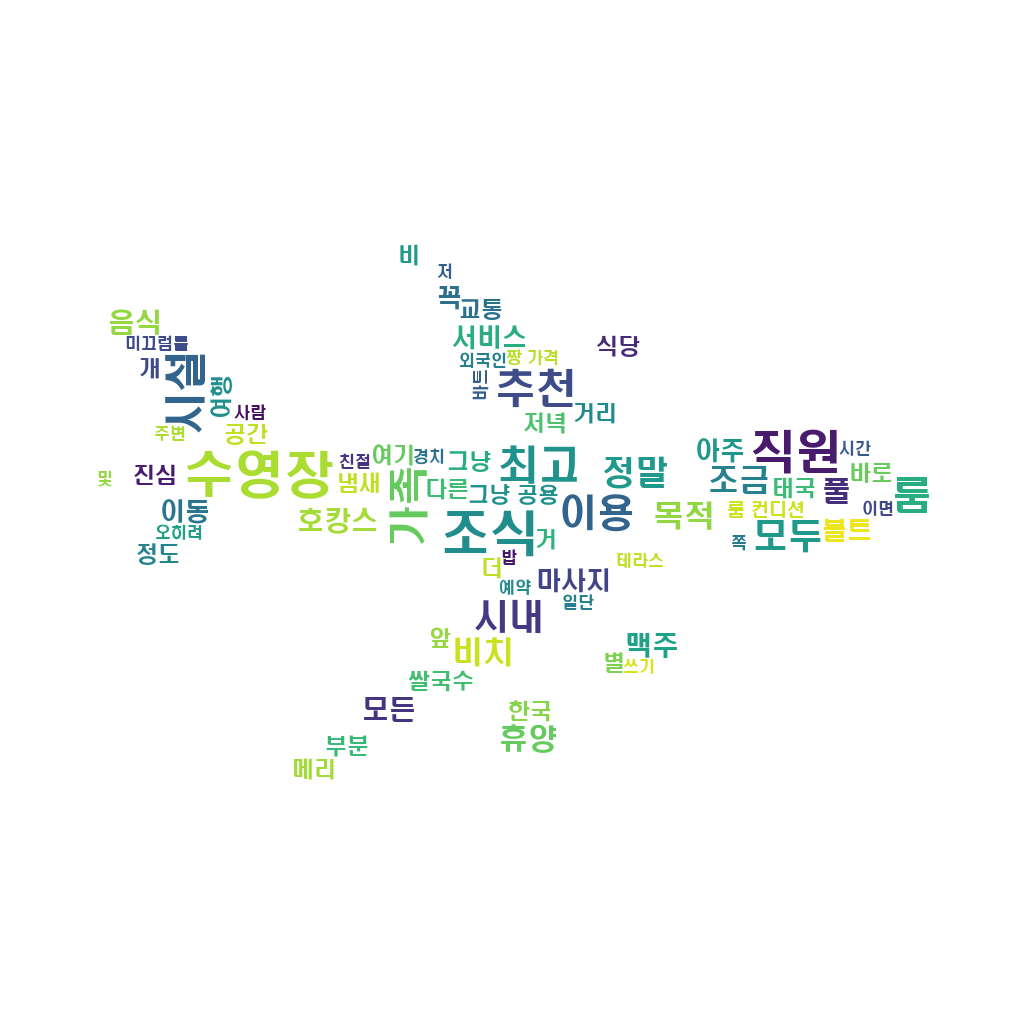 비
저
꼭
교통
음식
미끄럼틀
서비스
식당
개
외국인
짱 가격
시설
여행
바틱
추천
사람
저녁
거리
주변
공간
직원
수영장
친절
여기
경치
그냥
최고
정말
아주
시간
및
진심
냄새
가족
다른
그냥 공용
조금
태국
풀
바로
룸
이동
호캉스
조식
이용
목적
룸 컨디션
이면
오히려
거
쪽
모두
볼트
정도
더
밥
마사지
테라스
예약
일단
시내
앞
비치
맥주
별
쓰기
쌀국수
모든
한국
부분
휴양
메리